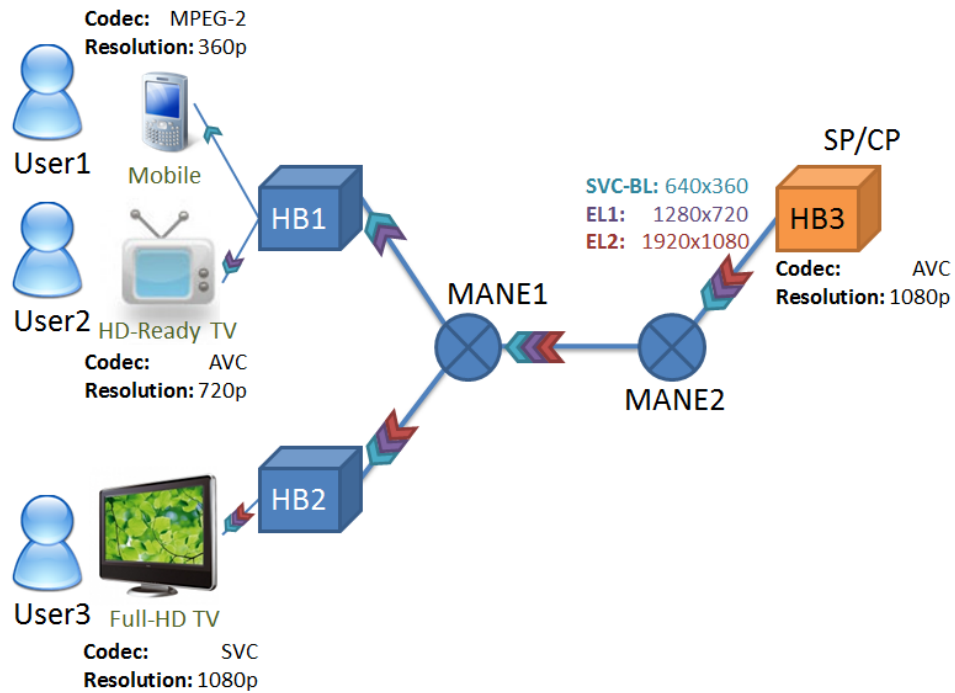 Codec: MPEG-2
Resolution: 360p
User1
Mobile
HB1
User2
HD-Ready TV
Codec: AVC
Resolution: 720p
MANE1
SVC-BL: 640x360
EL1: 1280x720
EL2: 1920x1080
SP/CP
HB3
Codec: AVC
Resolution: 1080p
MANE2
HB2
User3
Full-HD TV
Codec: SVC
Resolution: 1080p